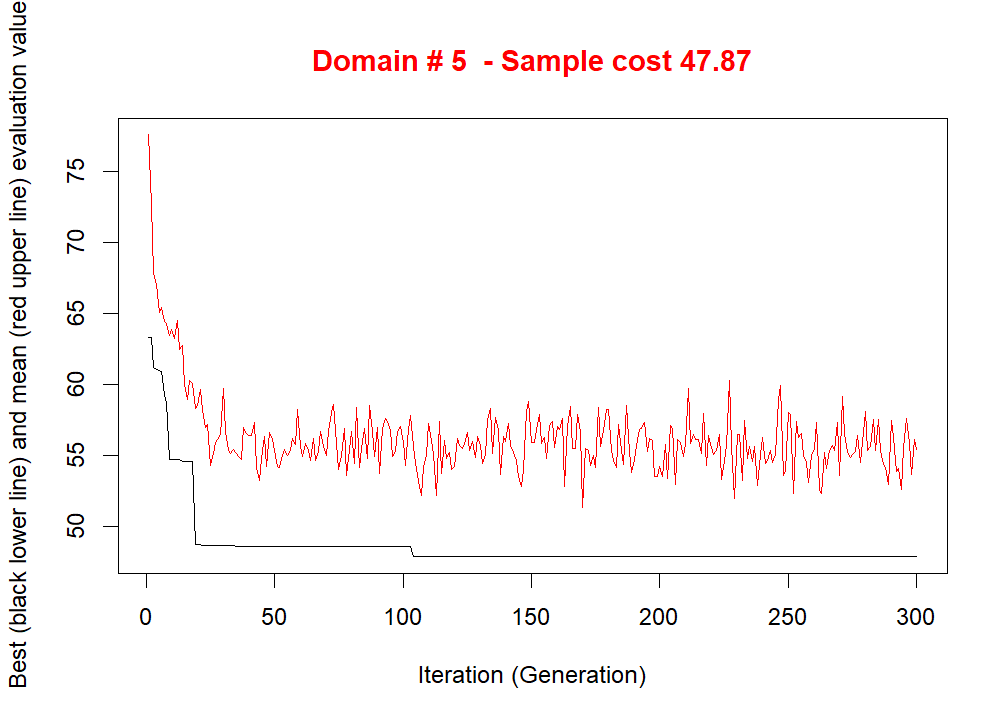 Domain # 5  - Sample cost 47.87
Best (black lower line) and mean (red upper line) evaluation value
75
70
65
60
55
50
0 50 100 150 200 250 300
Iteration (Generation)